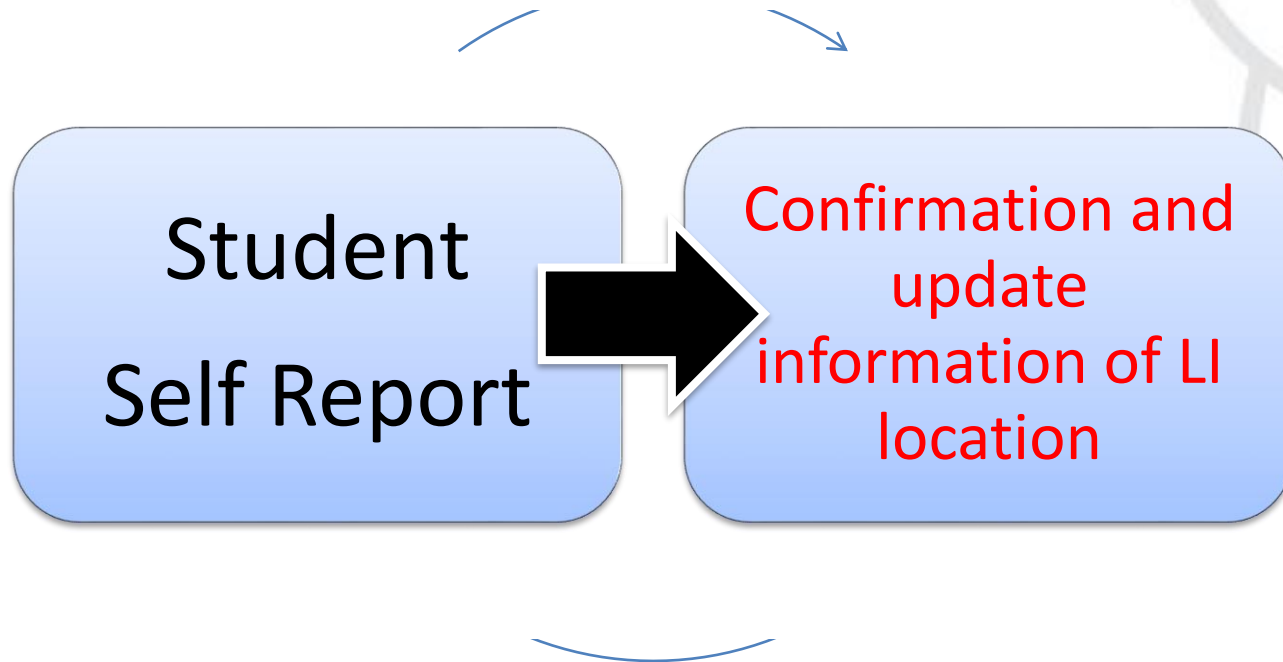 Student
Self Report
Confirmation and
update
information of LI
location